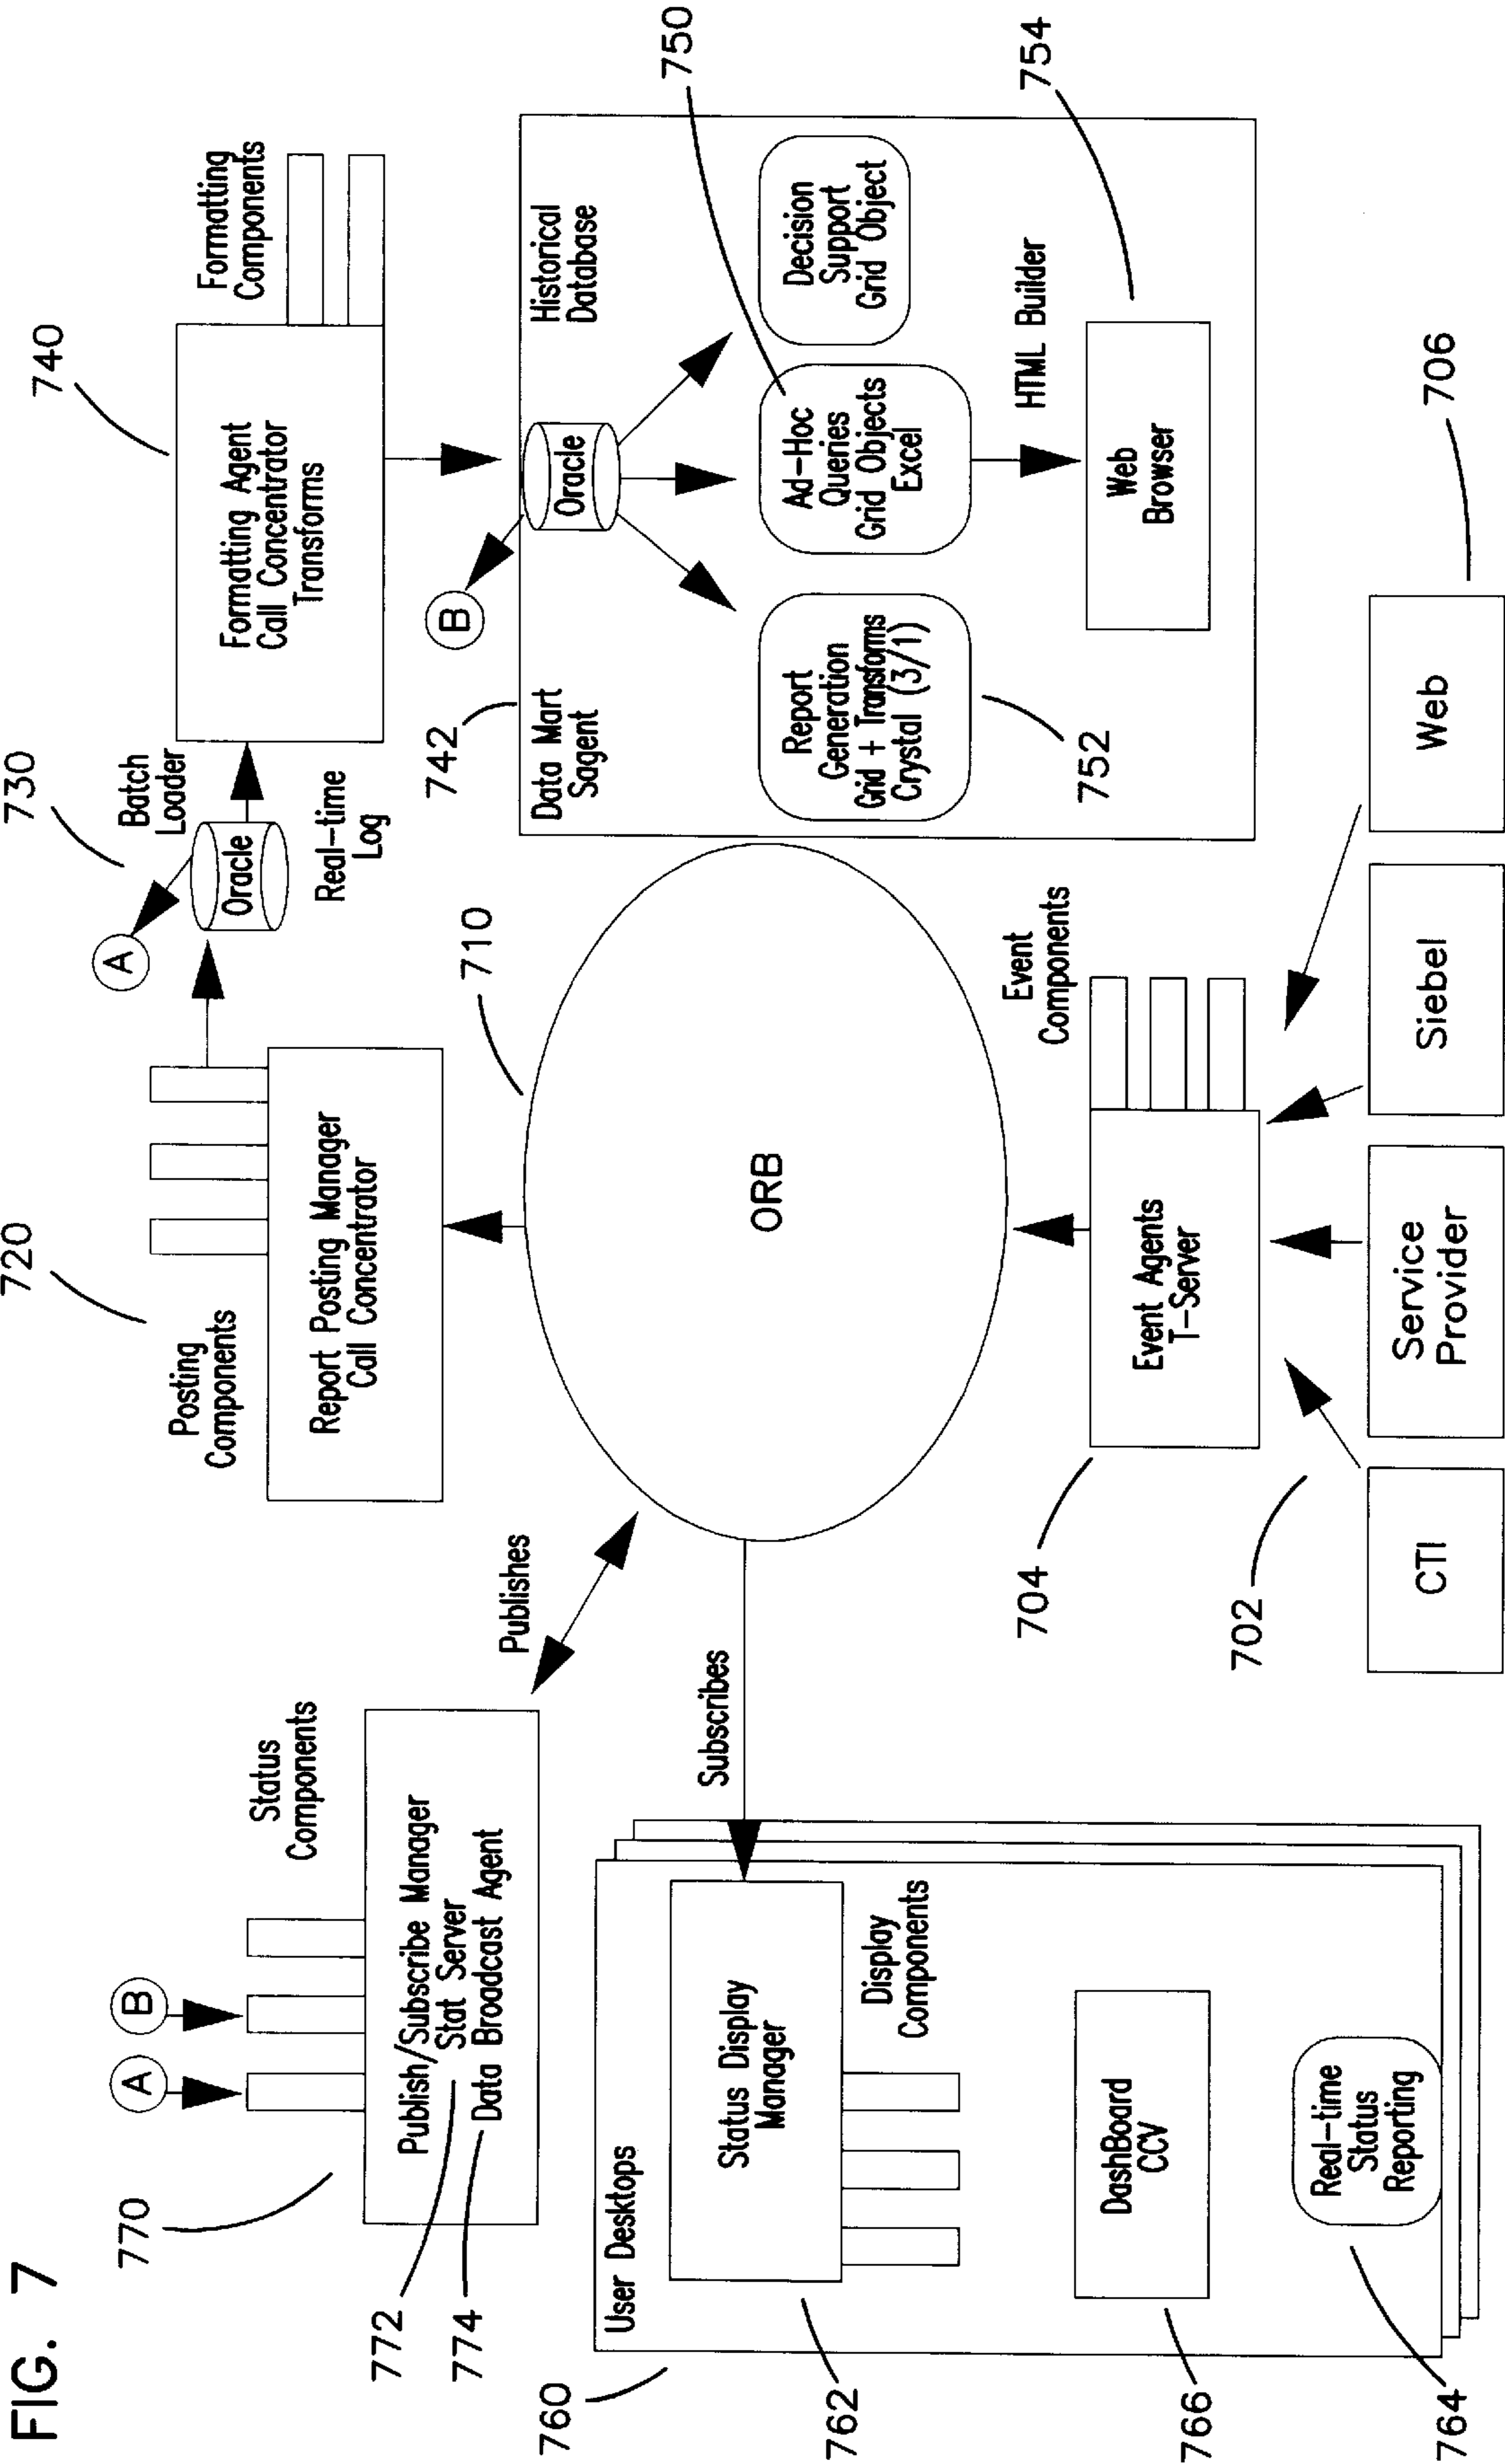 FIG. 7
770
A
B
Status
Components
Publish/Subscribe Manager
Stat Server
Data Broadcast Agent
772
774
Publishes
720
Posting
Components
Report Posting Manager
Call Concentrator
730
A
Batch
Loader
Oracle
Real-time
Log
740
Formatting Agent
Call Concentrator
Transforms
Formatting
Components
760
User Desktops
Status Display
Manager
762
Display
Components
DashBoard
CCV
766
Real-time
Status
Reporting
764
Subscribes
710
ORB
704
Event Agents
T-Server
Event
Components
702
CTI
Service
Provider
Siebel
Web
706
742
Data Mart
Sagent
B
Oracle
Historical
Database
750
Report
Generation
Grid + Transforms
Crystal (3/1)
752
Ad-Hoc
Queries
Grid Objects
Excel
Decision
Support
Grid Object
HTML Builder
Web
Browser
754